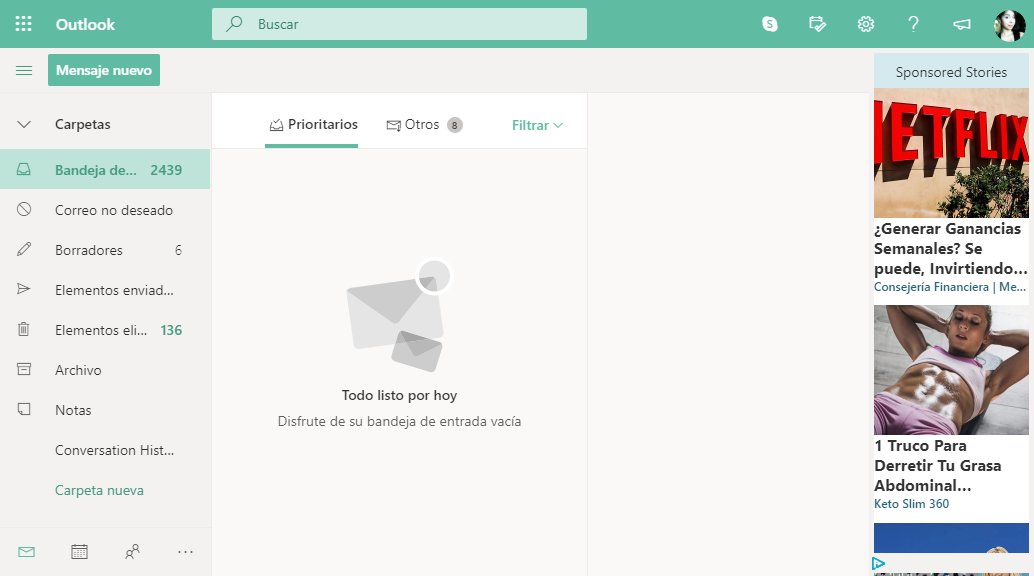 Outlook
Buscar
Mensaje nuevo
Carpetas
Bandeja de... 2439
Correo no deseado
Borradores 6
Elementos enviad...
Elementos eli... 136
Archivo
Notas
Conversation Hist...
Carpeta nueva
Prioritarios
Otros 8
Filtrar
Todo listo por hoy
Disfrute de su bandeja de entrada vacía
Sponsored Stories
NETFLIX
¿Generar Ganancias
Semanales? Se
puede, Invirtiendo...
Consejería Financiera | Me...
1 Truco Para
Derretir Tu Grasa
Abdominal...
Keto Slim 360